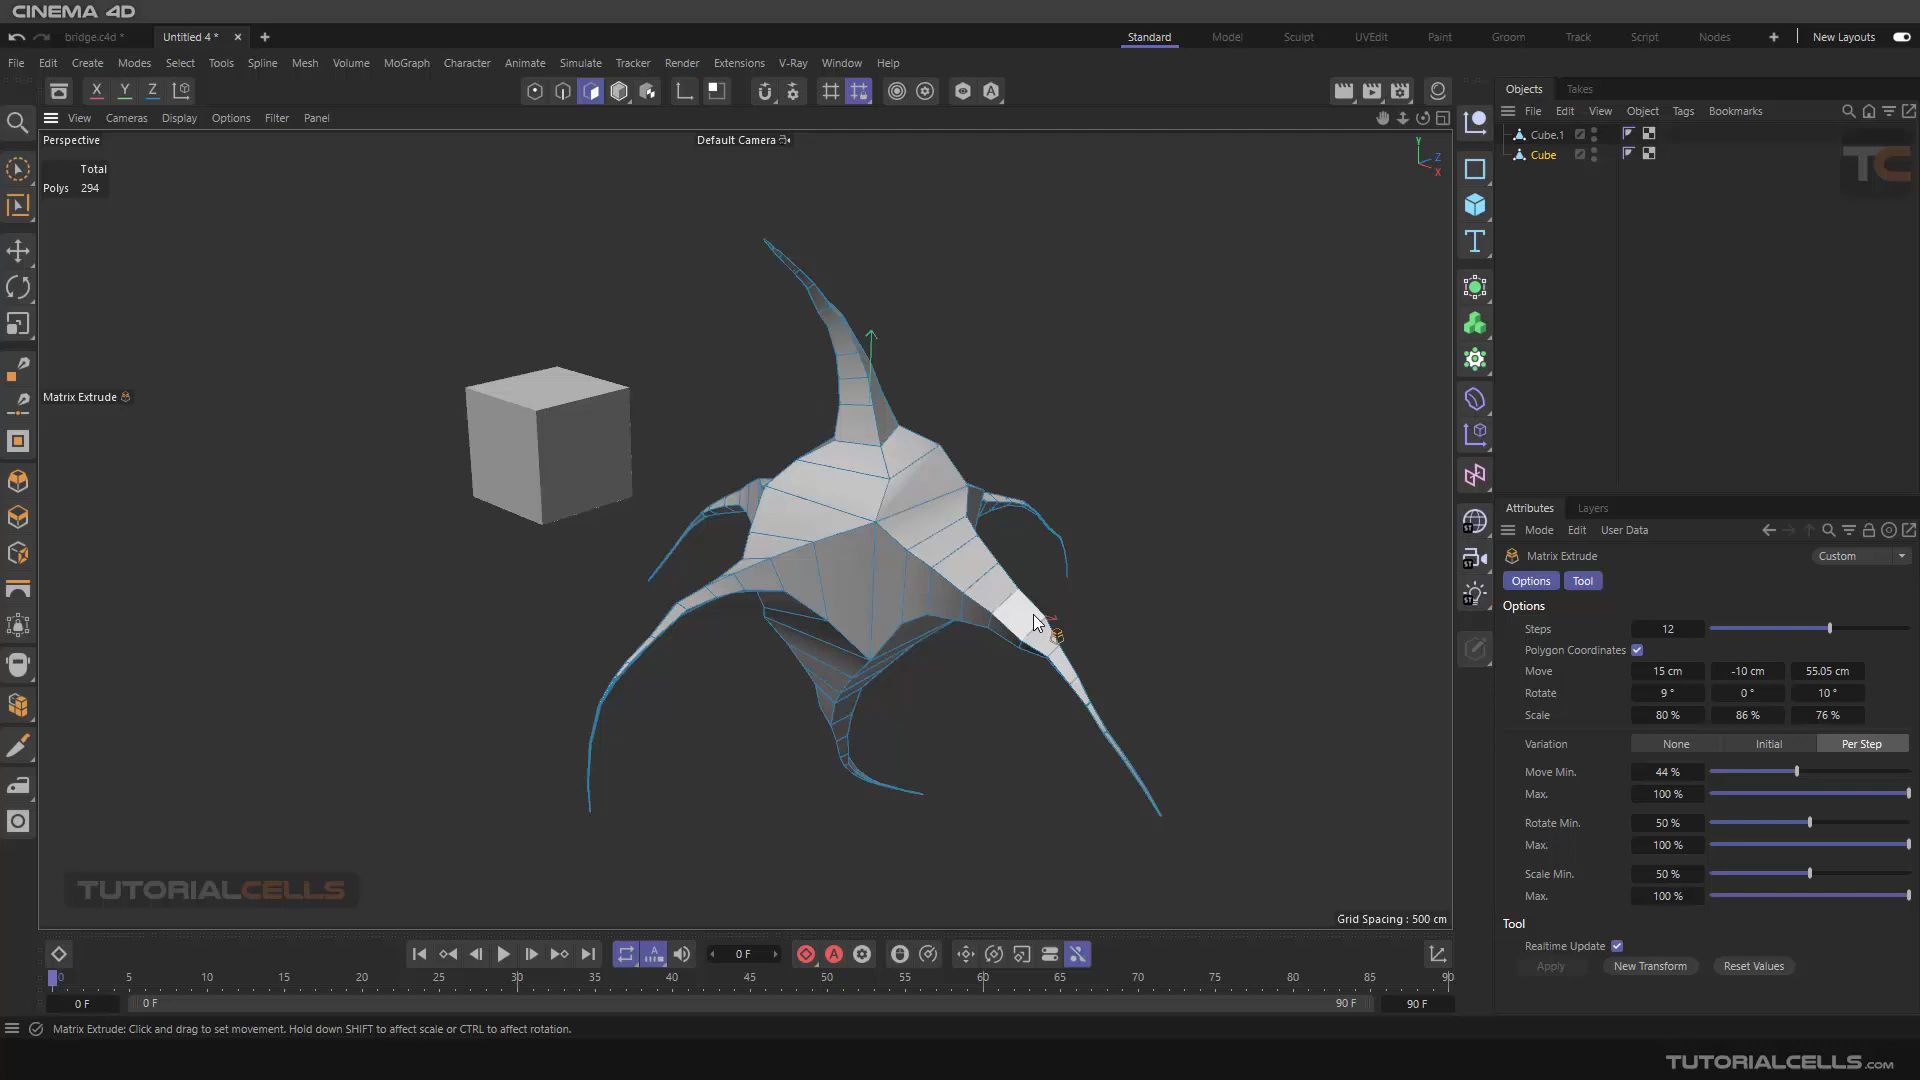 CINEMA 4D
bridge.c4d *
Untitled 4 *
Standard
Model
Sculpt
UVEdit
Paint
Groom
Track
Script
Nodes
New Layouts
File Edit Create Modes Select Tools Spline Mesh Volume MoGraph Character Animate Simulate Tracker Render Extensions V-Ray Window Help
X Y Z
Objects Takes
View Cameras Display Options Filter Panel
File Edit View Object Tags Bookmarks
Perspective
Default Camera
Y
Z
X
Cube.1
Cube
TC
Total
Polys 294
Matrix Extrude
Attributes Layers
Mode Edit User Data
Matrix Extrude
Custom
Options Tool
Options
Steps 12
Polygon Coordinates
Move 15 cm -10 cm 55.05 cm
Rotate 9 ° 0 ° 10 °
Scale 80 % 86 % 76 %
Variation None Initial Per Step
Move Min. 44 %
Max. 100 %
Rotate Min. 50 %
Max. 100 %
Scale Min. 50 %
Max. 100 %
Tool
Realtime Update
Apply New Transform Reset Values
ST
ST
ST
TUTORIALCELLS
Grid Spacing : 500 cm
0 F
0 5 10 15 20 25 30 35 40 45 50 55 60 65 70 75 80 85 90
0 F 0 F 90 F 90 F
Matrix Extrude: Click and drag to set movement. Hold down SHIFT to affect scale or CTRL to affect rotation.
TUTORIALCELLS.com